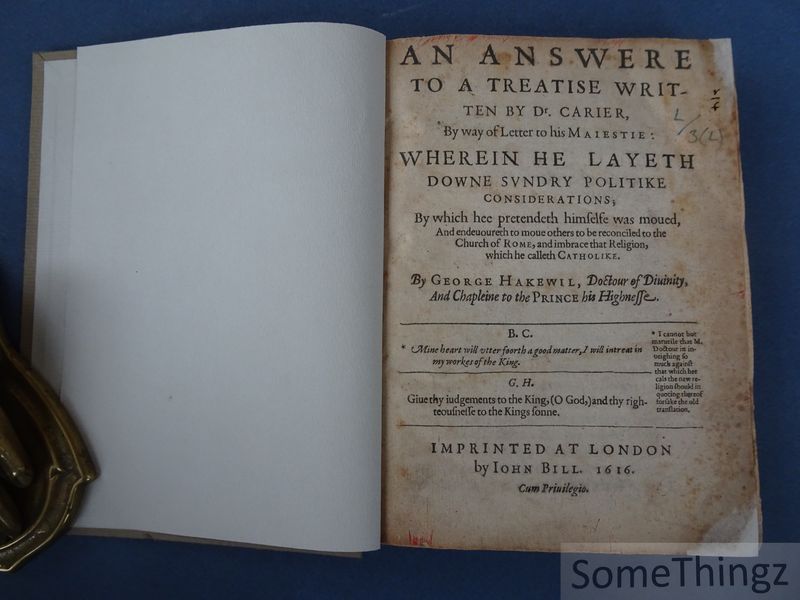 AN ANSWERE
TO A TREATISE WRIT-
TEN BY Dr. CARIER,
By way of Letter to his MAIESTIE:
WHEREIN HE LAYETH
DOWNE SVNDRY POLITIKE
CONSIDERATIONS;
By which hee pretendeth himſelfe was moued,
And endeuoureth to moue others to be reconciled to the
Church of ROME, and imbrace that Religion,
which he calleth CATHOLIKE.
By GEORGE HAKEWIL, Doctour of Diuinity,
And Chapleine to the PRINCE his Highneſſe.
B. C.
* Mine heart will vtter foorth a good matter, I will intreat in
my workes of the King.
* I cannot but
marueile that M.
Doctour in in-
ueighing ſo
much againſt
that which hee
cals the new re-
ligion ſhould in
quoting thereof
forſake the old
tranſlation.
G. H.
Giue thy iudgements to the King, (O God,) and thy righ-
teouſneſſe to the Kings ſonne.
IMPRINTED AT LONDON
by IOHN BILL. 1616.
Cum Priuilegio.
L/3(2)
SomeThingz